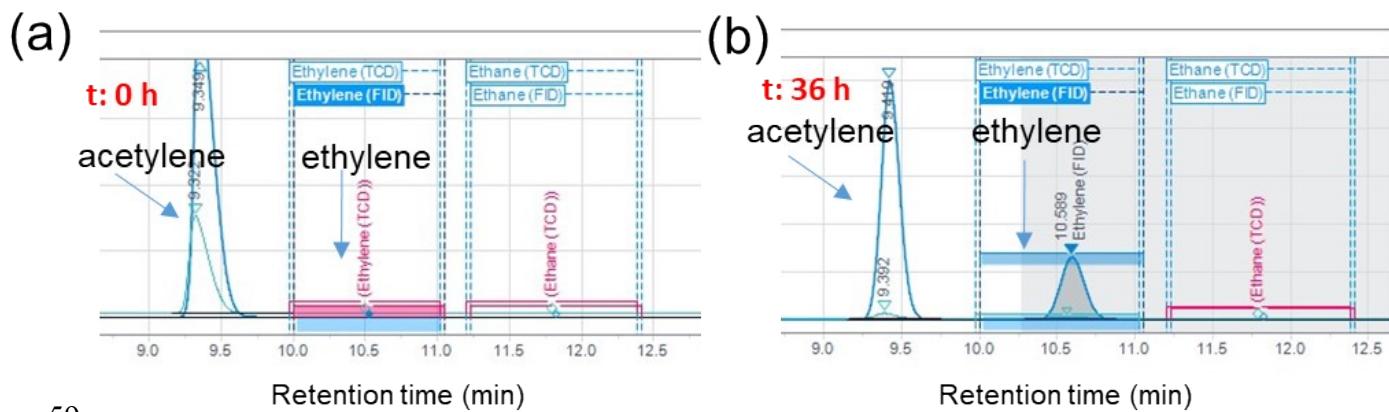 (a)
t: 0 h
acetylene
ethylene
9.349
Ethylene (TCD)
Ethylene (FID)
Ethane (TCD)
Ethane (FID)
(Ethylene (TCD))
(Ethane (TCD))
9.0 9.5 10.0 10.5 11.0 11.5 12.0 12.5
Retention time (min)
(b)
t: 36 h
acetylene
ethylene
9.419
9.392
10.589
Ethylene (FID)
Ethylene (TCD)
Ethylene (FID)
Ethane (TCD)
Ethane (FID)
(Ethane (TCD))
9.0 9.5 10.0 10.5 11.0 11.5 12.0 12.5
Retention time (min)